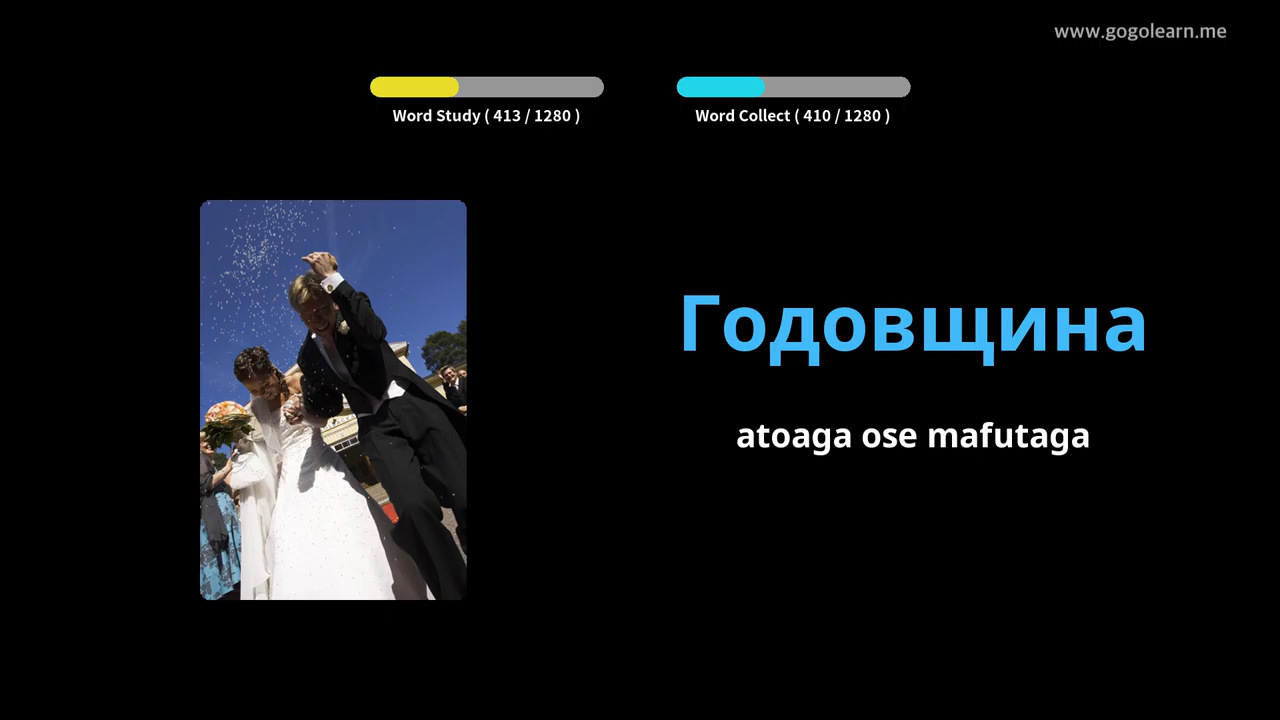 www.gogolearn.me
Word Study ( 413 / 1280 )
Word Collect ( 410 / 1280 )
Годовщина
atoaga ose mafutaga